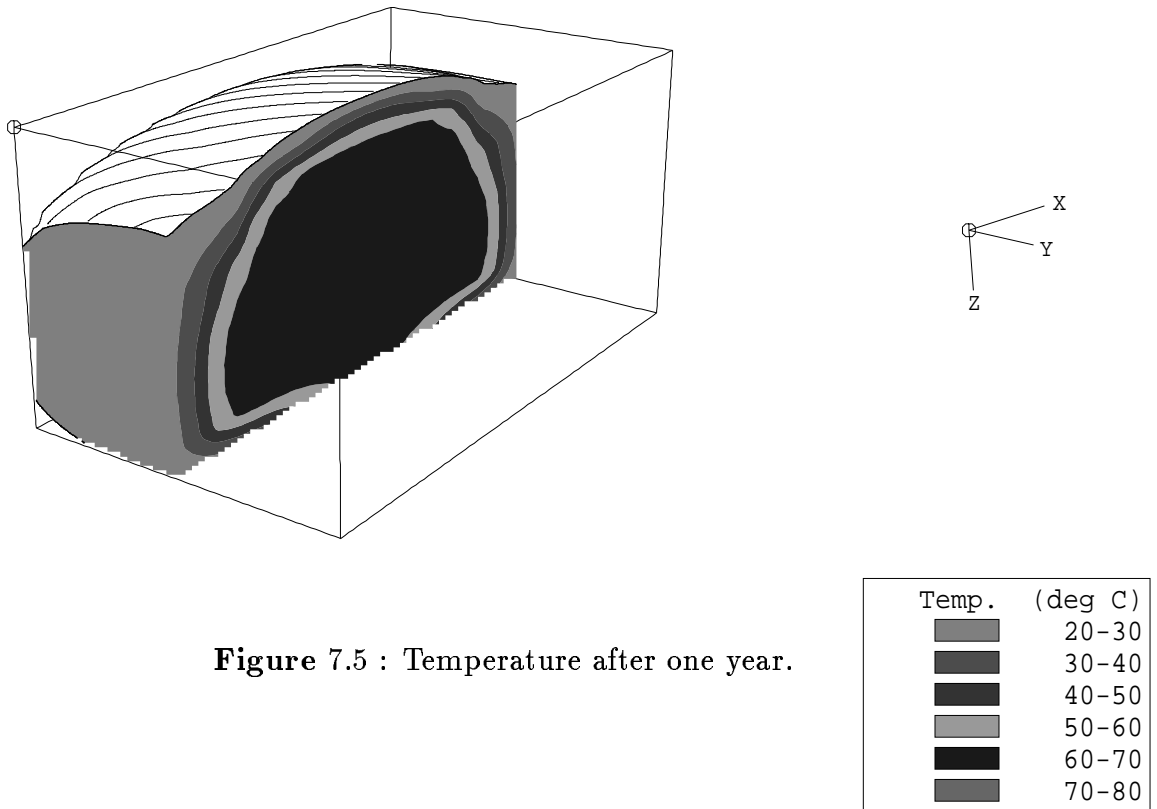 X
Y
Z
Temp. (deg C)
20-30
30-40
40-50
50-60
60-70
70-80
Figure 7.5 : Temperature after one year.